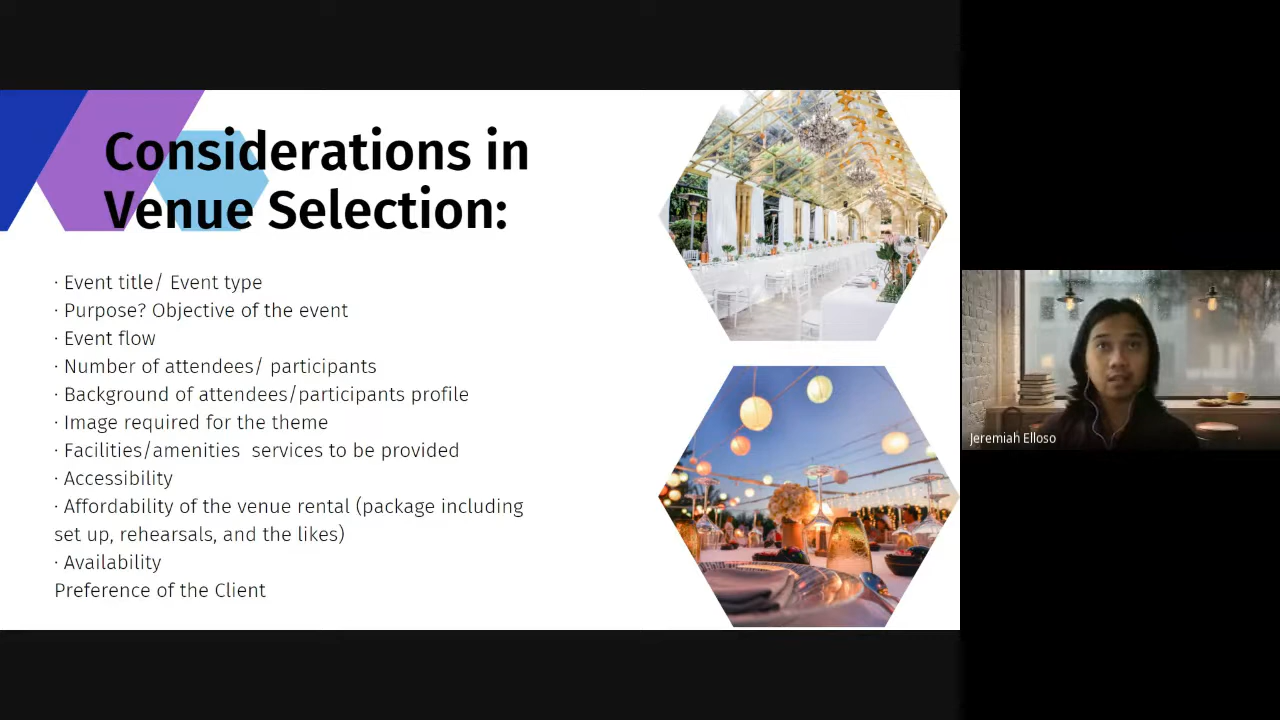 Considerations in
Venue Selection:
· Event title/ Event type
· Purpose? Objective of the event
· Event flow
· Number of attendees/ participants
· Background of attendees/participants profile
· Image required for the theme
· Facilities/amenities  services to be provided
· Accessibility
· Affordability of the venue rental (package including
set up, rehearsals, and the likes)
· Availability
Preference of the Client
Jeremiah Elloso